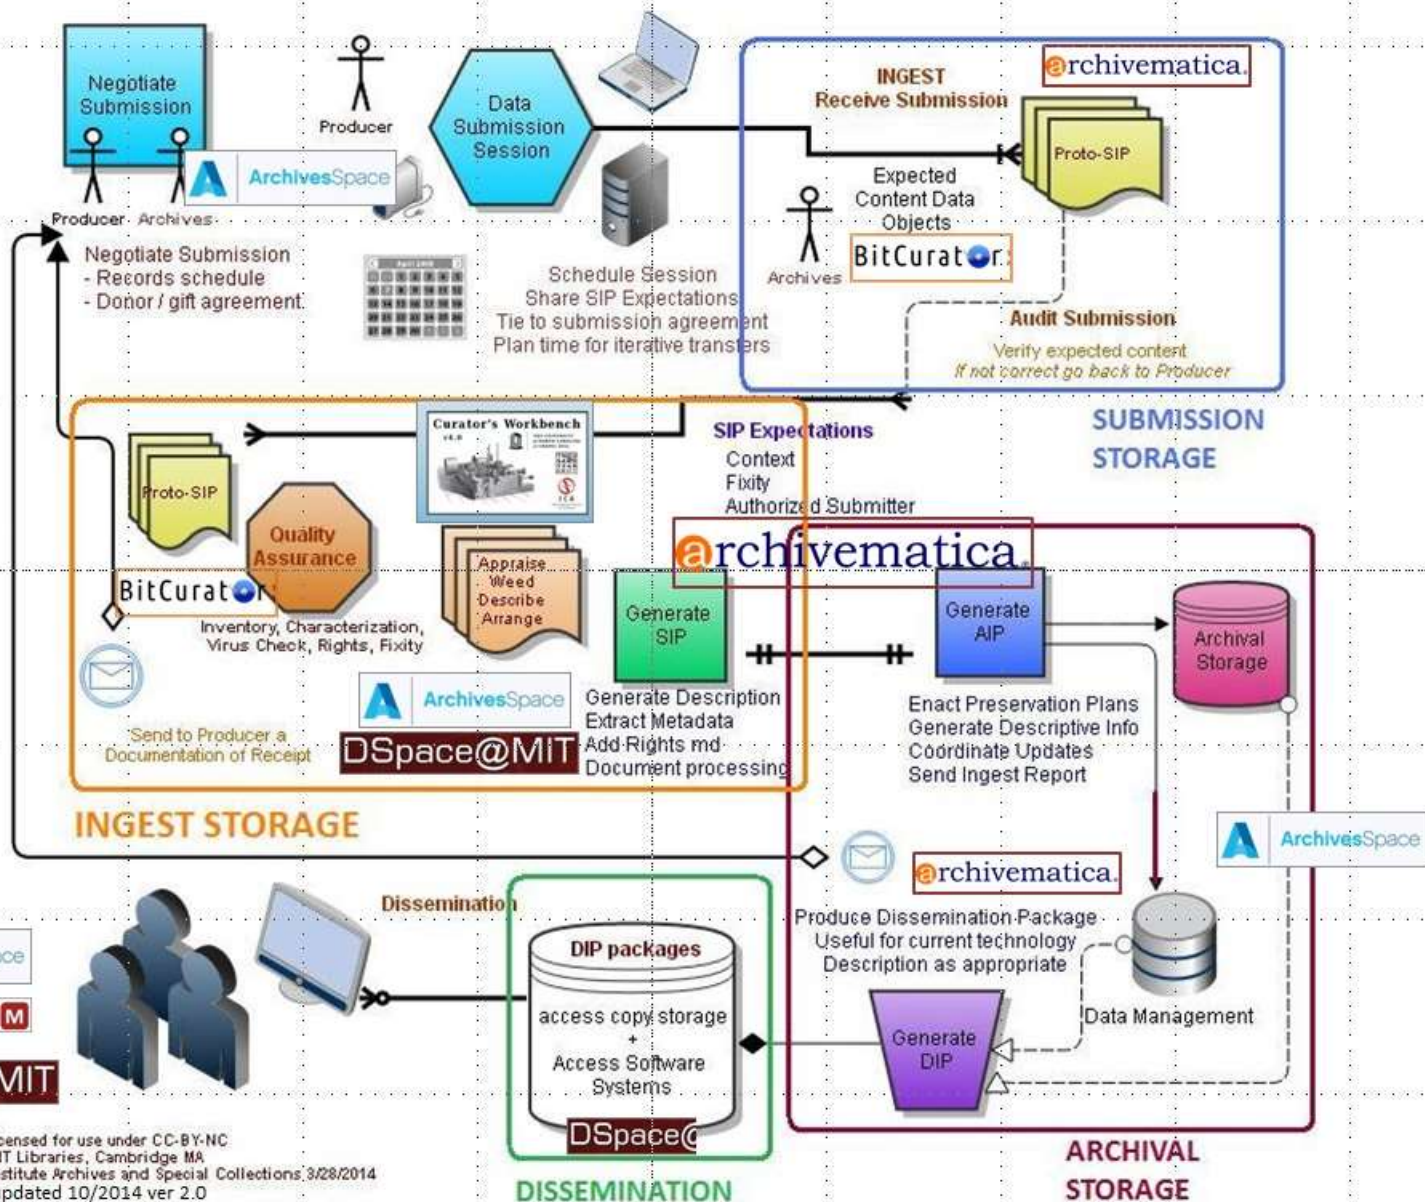 Negotiate
Submission
Producer Archives
ArchivesSpace
Negotiate Submission
- Records schedule
- Donor / gift agreement
Producer
Data
Submission
Session
Schedule Session
Share SIP Expectations
Tie to submission agreement
Plan time for iterative transfers
INGEST
Receive Submission
archivematica.
Proto-SIP
Expected
Content Data
Objects
BitCurator
Archives
Audit Submission
Verify expected content
If not correct go back to Producer
SUBMISSION
STORAGE
Proto-SIP
Quality
Assurance
BitCurator
Inventory, Characterization,
Virus Check, Rights, Fixity
Send to Producer a
Documentation of Receipt
Curator's Workbench
Appraise
Weed
Describe
Arrange
ArchivesSpace
DSpace@MIT
SIP Expectations
Context
Fixity
Authorized Submitter
archivematica.
Generate
SIP
Generate Description
Extract Metadata
Add Rights md
Document processing
INGEST STORAGE
Generate
AIP
Archival
Storage
Enact Preservation Plans
Generate Descriptive Info
Coordinate Updates
Send Ingest Report
ArchivesSpace
archivematica.
Produce Dissemination Package
Useful for current technology
Description as appropriate
Data Management
Generate
DIP
ARCHIVAL
STORAGE
Dissemination
DIP packages
access copy storage
+
Access Software
Systems
DSpace@
DISSEMINATION
ce
M
MIT
censed for use under CC-BY-NC
IT Libraries, Cambridge MA
stitute Archives and Special Collections 3/28/2014
updated 10/2014 ver 2.0